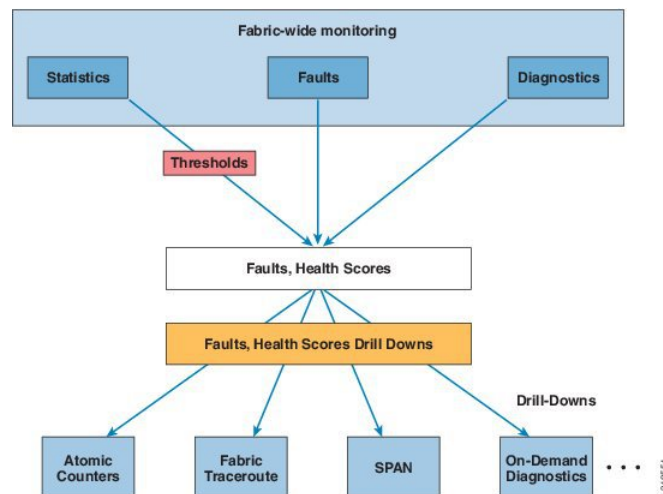 Fabric-wide monitoring
Statistics
Faults
Diagnostics
Thresholds
Faults, Health Scores
Faults, Health Scores Drill Downs
Drill-Downs
Atomic
Counters
Fabric
Traceroute
SPAN
On-Demand
Diagnostics
• • •